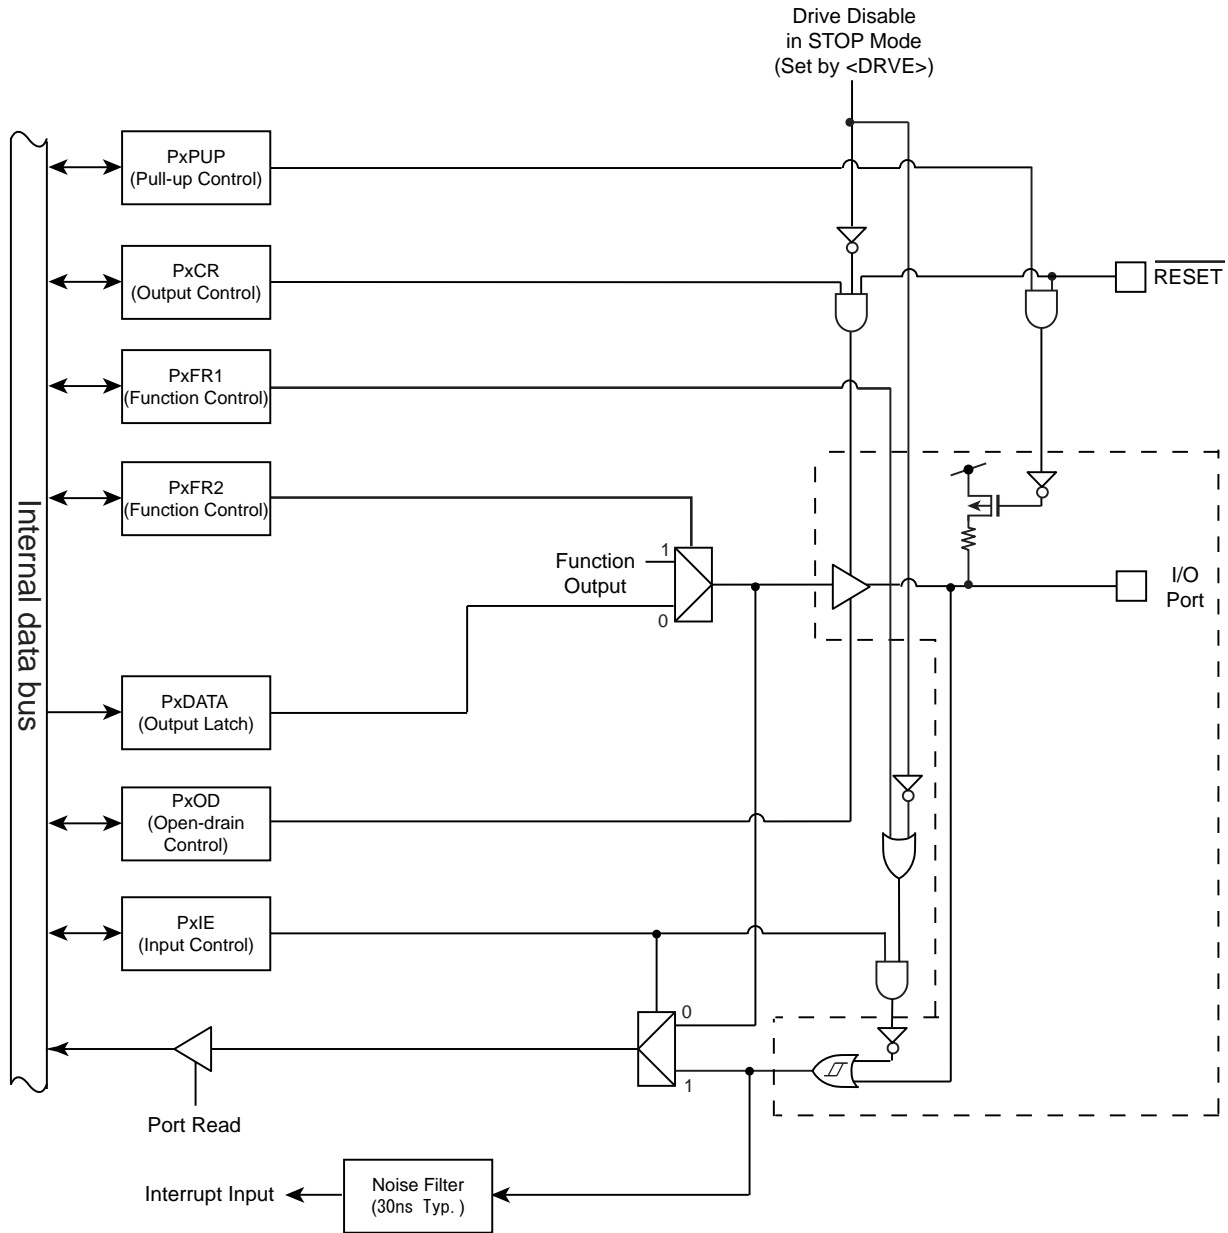 Drive Disable
in STOP Mode
(Set by <DRVE>)
PxPUP
(Pull-up Control)
PxCR
(Output Control)
RESET
PxFR1
(Function Control)
PxFR2
(Function Control)
Internal data bus
1
Function
Output
0
I/O
Port
PxDATA
(Output Latch)
PxOD
(Open-drain
Control)
PxIE
(Input Control)
0
1
Port Read
Interrupt Input
Noise Filter
(30ns Typ.)